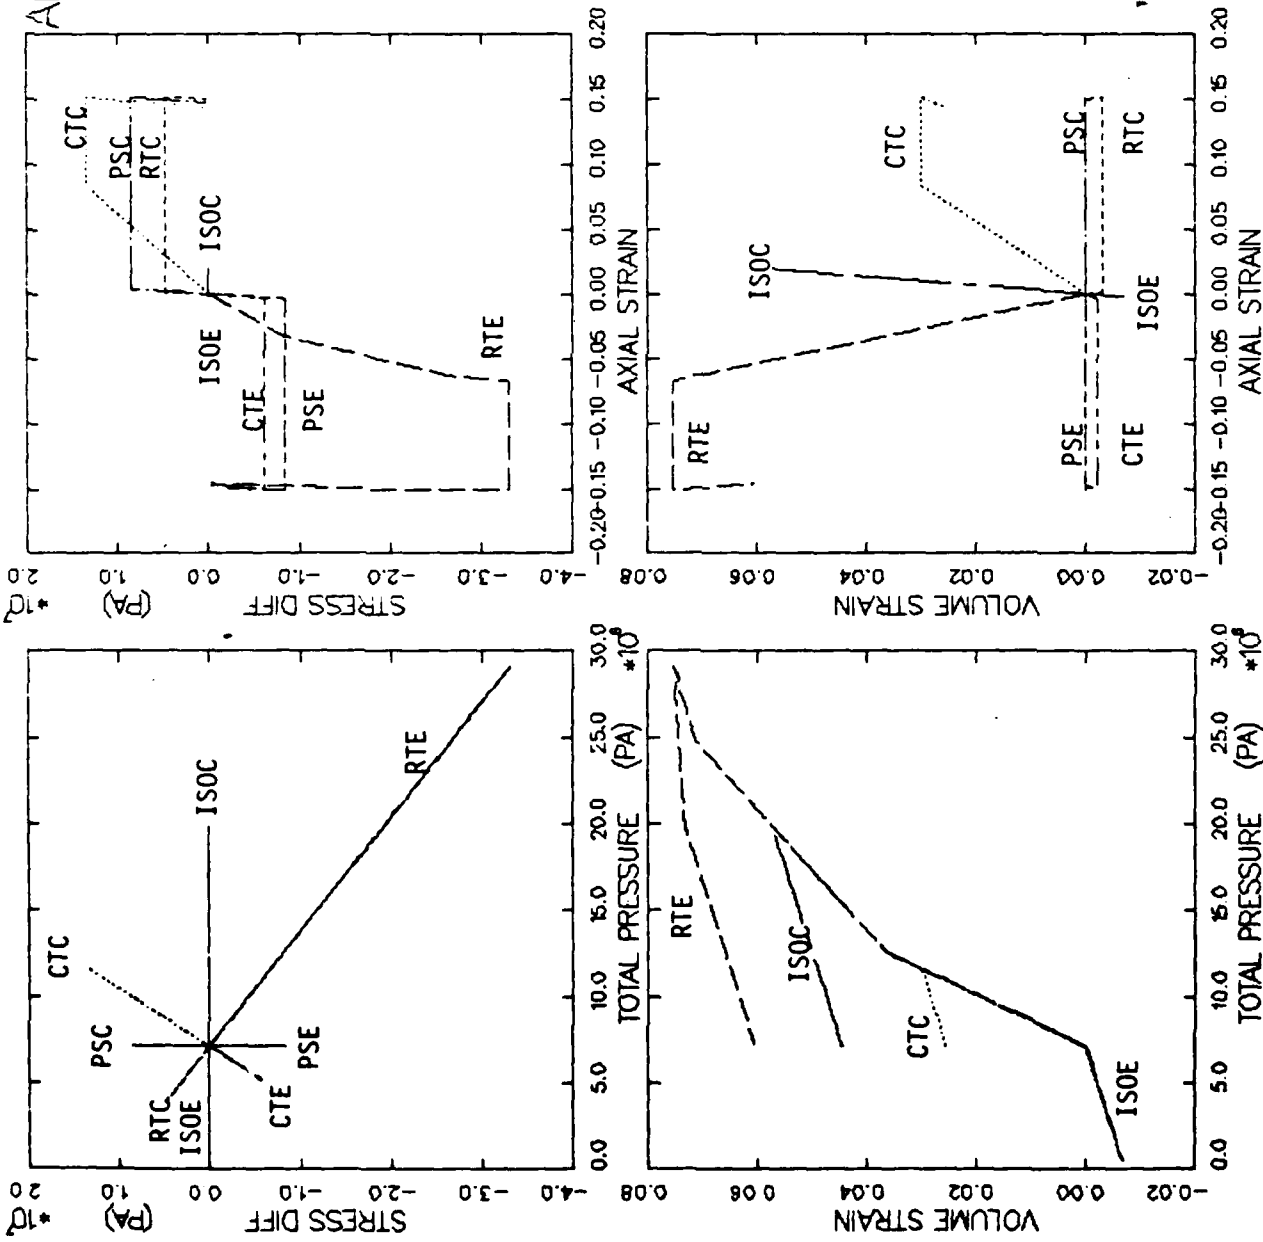 A
2.0
1.0
0.0
-1.0
-2.0
-3.0
-4.0
*10⁷
(PA)
STRESS DIFF
CTC
PSC
RTC
ISOC
ISOE
CTE
PSE
RTE
-0.20
-0.15
-0.10
-0.05
0.00
0.05
0.10
0.15
0.20
AXIAL STRAIN
0.08
0.06
0.04
0.02
0.00
-0.02
VOLUME STRAIN
RTE
ISOC
CTC
PSE
CTE
ISOE
PSC
RTC
-0.20
-0.15
-0.10
-0.05
0.00
0.05
0.10
0.15
0.20
AXIAL STRAIN
2.0
1.0
0.0
-1.0
-2.0
-3.0
-4.0
*10⁷
(PA)
STRESS DIFF
CTC
PSC
RTC
ISOE
ISOC
PSE
CTE
RTE
0.0
5.0
10.0
15.0
20.0
25.0
30.0
TOTAL PRESSURE
(PA)
*10⁶
0.08
0.06
0.04
0.02
0.00
-0.02
VOLUME STRAIN
RTE
ISOC
CTC
ISOE
0.0
5.0
10.0
15.0
20.0
25.0
30.0
TOTAL PRESSURE
(PA)
*10⁶